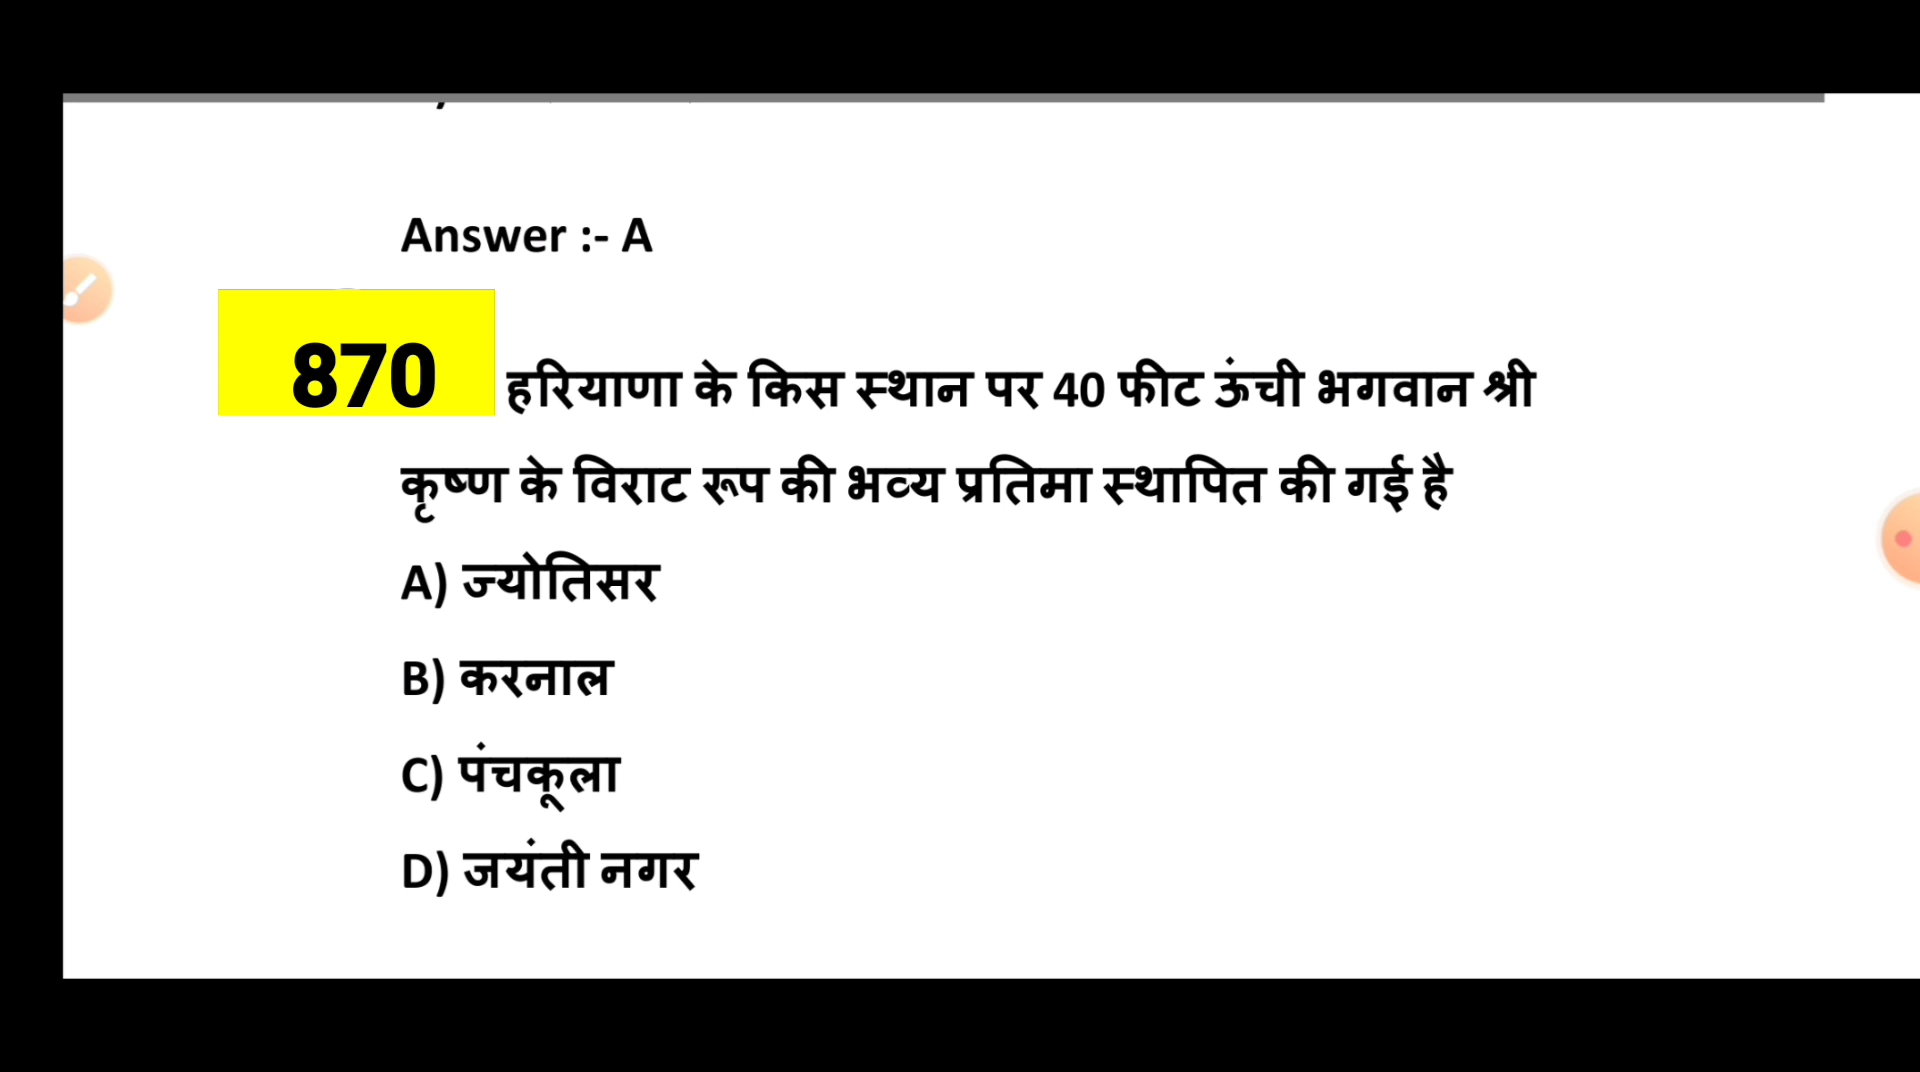 Answer :- A
870 हरियाणा के किस स्थान पर 40 फीट ऊंची भगवान श्री
कृष्ण के विराट रूप की भव्य प्रतिमा स्थापित की गई है
A) ज्योतिसर
B) करनाल
C) पंचकूला
D) जयंती नगर